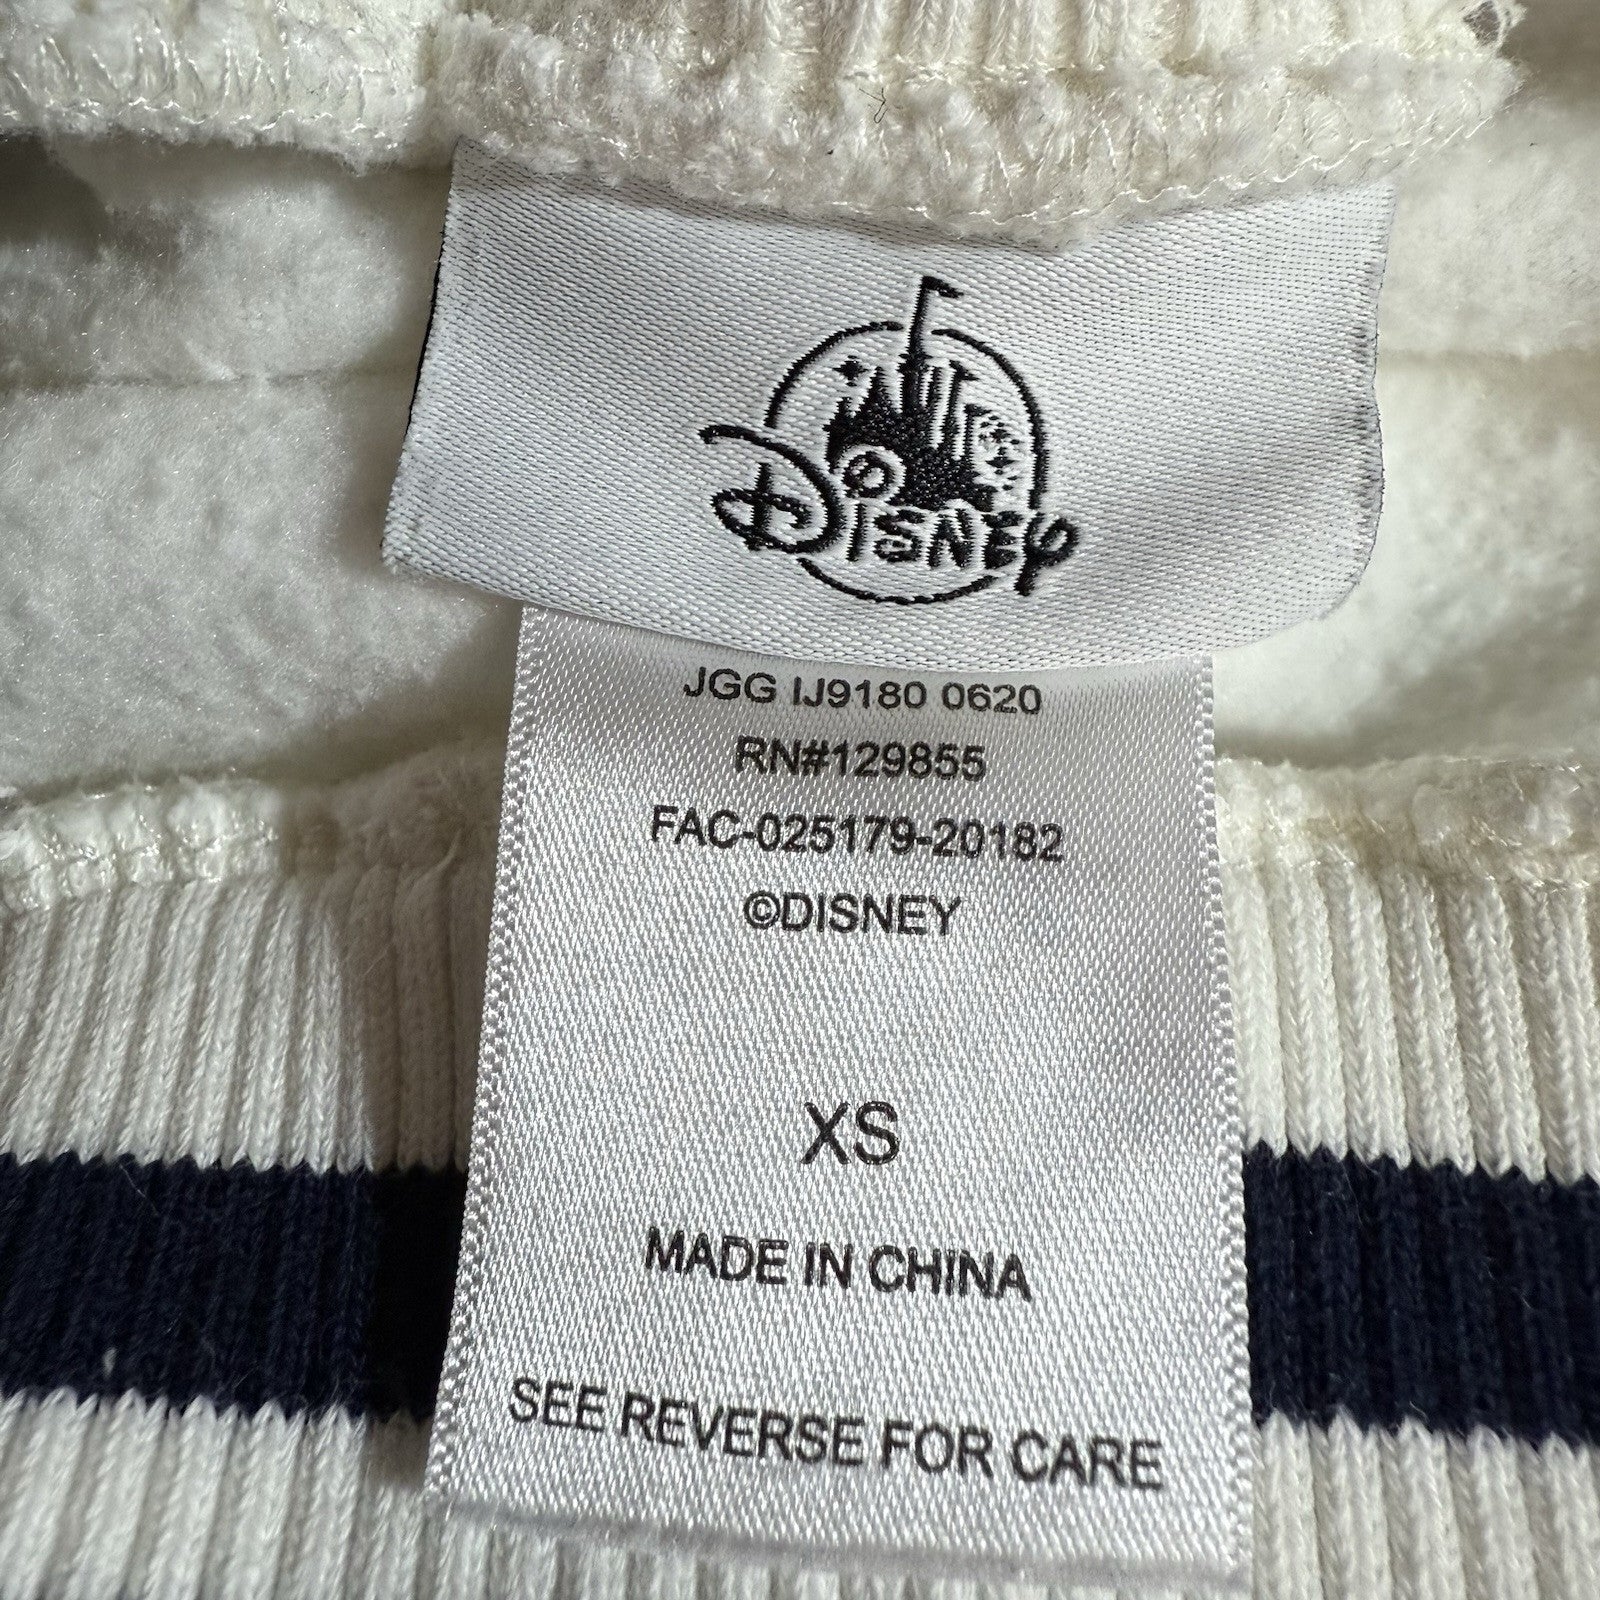 DISNEY
JGG IJ9180 0620
RN#129855
FAC-025179-20182
©DISNEY
XS
MADE IN CHINA
SEE REVERSE FOR CARE